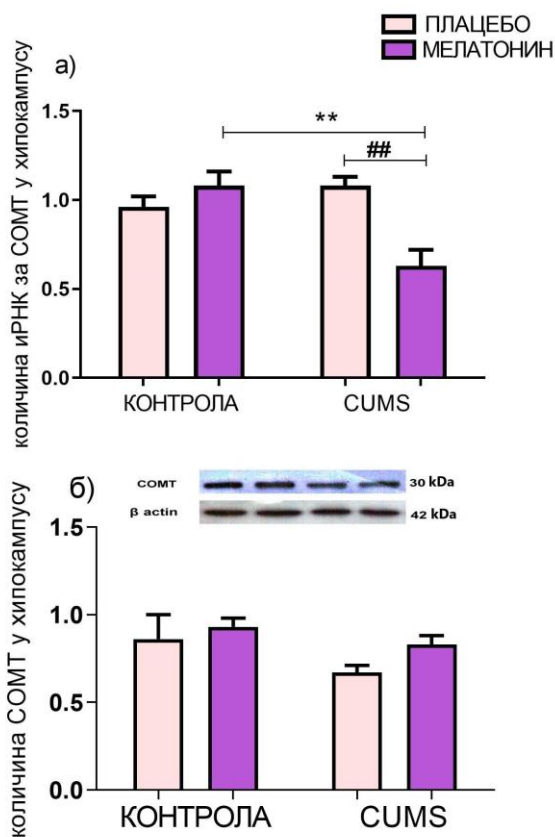 ПЛАЦЕБО
МЕЛАТОНИН
а)
количина иРНК за COMT у хипокампусу
1.5
1.0
0.5
0.0
**
##
КОНТРОЛА
CUMS
б)
количина COMT у хипокампусу
COMT
30 kDa
β actin
42 kDa
1.5
1.0
0.5
0.0
КОНТРОЛА
CUMS